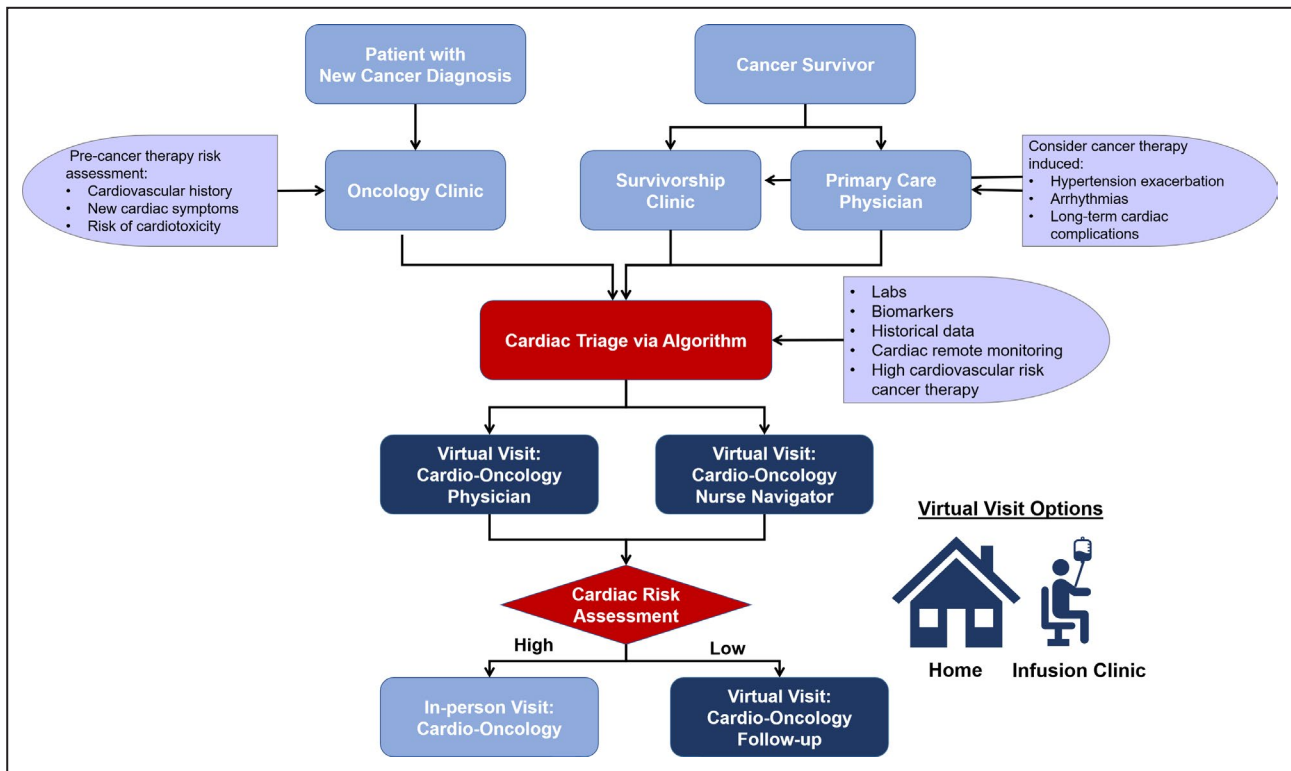 Patient with
New Cancer Diagnosis
Cancer Survivor
Pre-cancer therapy risk
assessment:
• Cardiovascular history
• New cardiac symptoms
• Risk of cardiotoxicity
Oncology Clinic
Survivorship
Clinic
Primary Care
Physician
Consider cancer therapy
induced:
• Hypertension exacerbation
• Arrhythmias
• Long-term cardiac
complications
Cardiac Triage via Algorithm
• Labs
• Biomarkers
• Historical data
• Cardiac remote monitoring
• High cardiovascular risk
cancer therapy
Virtual Visit:
Cardio-Oncology
Physician
Virtual Visit:
Cardio-Oncology
Nurse Navigator
Virtual Visit Options
Home
Infusion Clinic
Cardiac Risk
Assessment
High
Low
In-person Visit:
Cardio-Oncology
Virtual Visit:
Cardio-Oncology
Follow-up